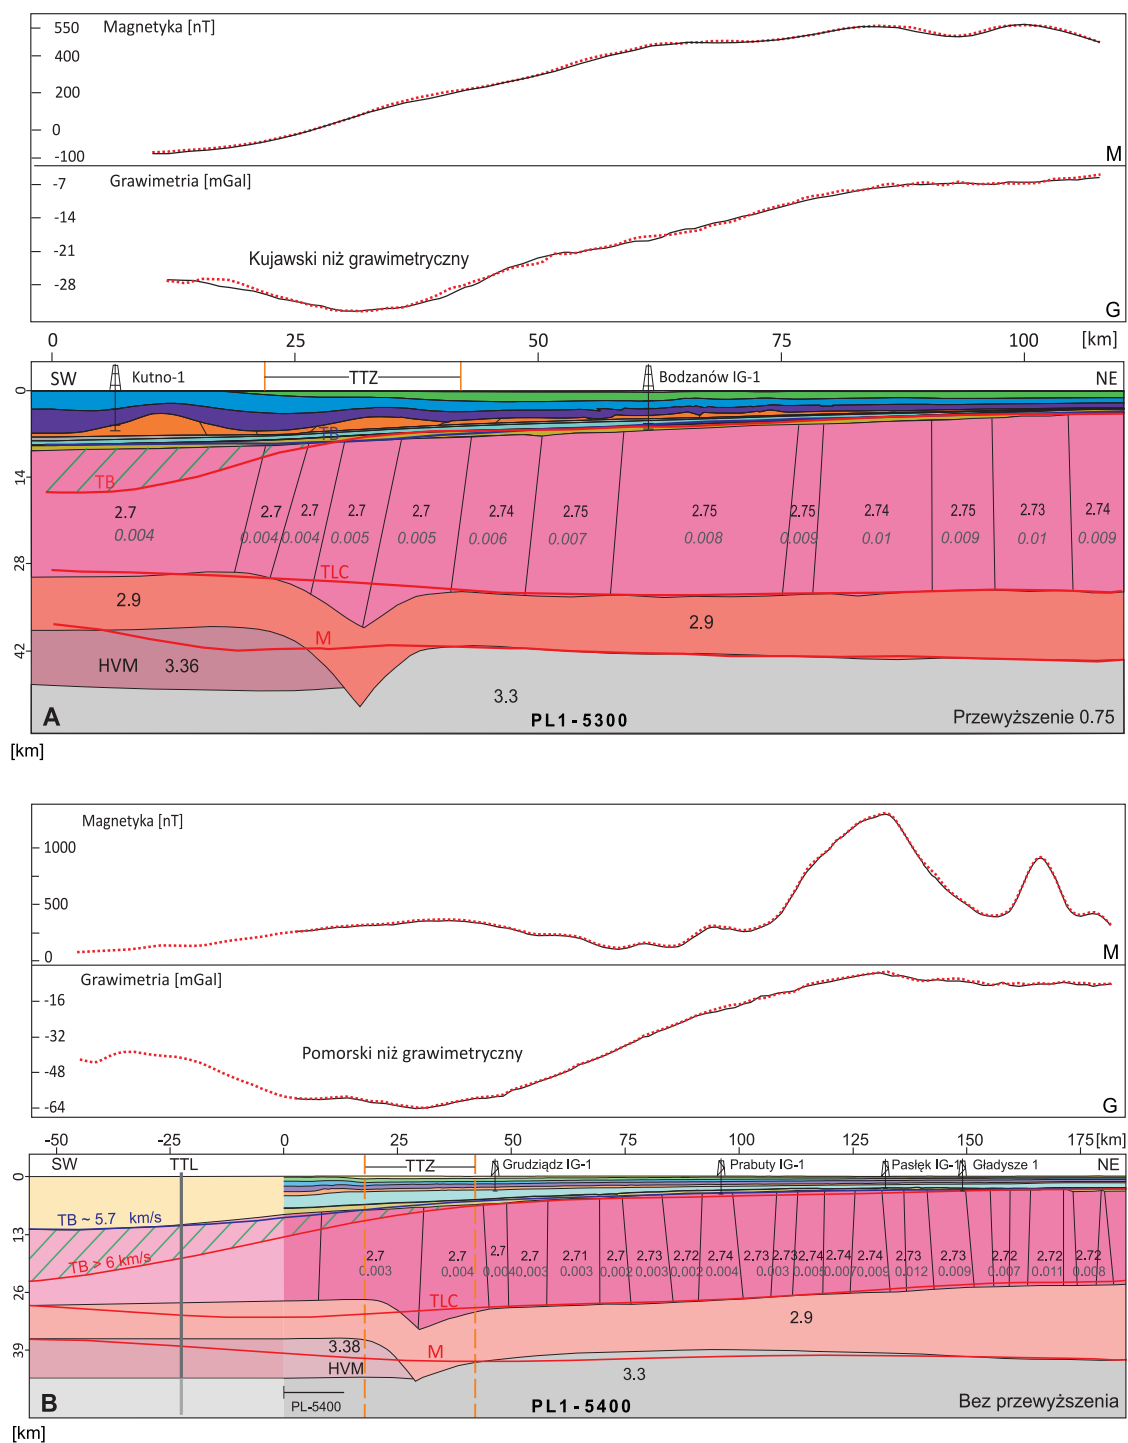 Magnetyka [nT]
550
400
200
0
-100
M
Grawimetria [mGal]
-7
-14
-21
-28
Kujawski niż grawimetryczny
G
0 25 50 75 100 [km]
SW Kutno-1 TTZ Bodzanów IG-1 NE
0
14
28
42
TB
TB
2.7 2.7 2.7 2.7 2.7 2.74 2.75 2.75 2.75 2.74 2.75 2.73 2.74
0.004 0.004 0.004 0.005 0.005 0.006 0.007 0.008 0.009 0.01 0.009 0.01 0.009
TLC
2.9 2.9
M
HVM 3.36
3.3
A PL1-5300 Przewyższenie 0.75
[km]
Magnetyka [nT]
1000
500
0
M
Grawimetria [mGal]
-16
-32
-48
-64
Pomorski niż grawimetryczny
G
-50 -25 0 25 50 75 100 125 150 175 [km]
SW TTL TTZ Grudziądz IG-1 Prabuty IG-1 Pasłęk IG-1 Gładysze 1 NE
0
13
26
39
TB ~ 5.7 km/s
TB > 6 km/s
2.7 2.7 2.7 2.7 2.71 2.7 2.73 2.72 2.74 2.73 2.73 2.74 2.74 2.74 2.73 2.73 2.72 2.72 2.72
0.003 0.004 0.004 0.003 0.003 0.002 0.003 0.002 0.004 0.003 0.005 0.007 0.009 0.012 0.009 0.007 0.011 0.008
TLC
2.9
3.38 M
HVM 3.3
B PL-5400 PL1-5400 Bez przewyższenia
[km]